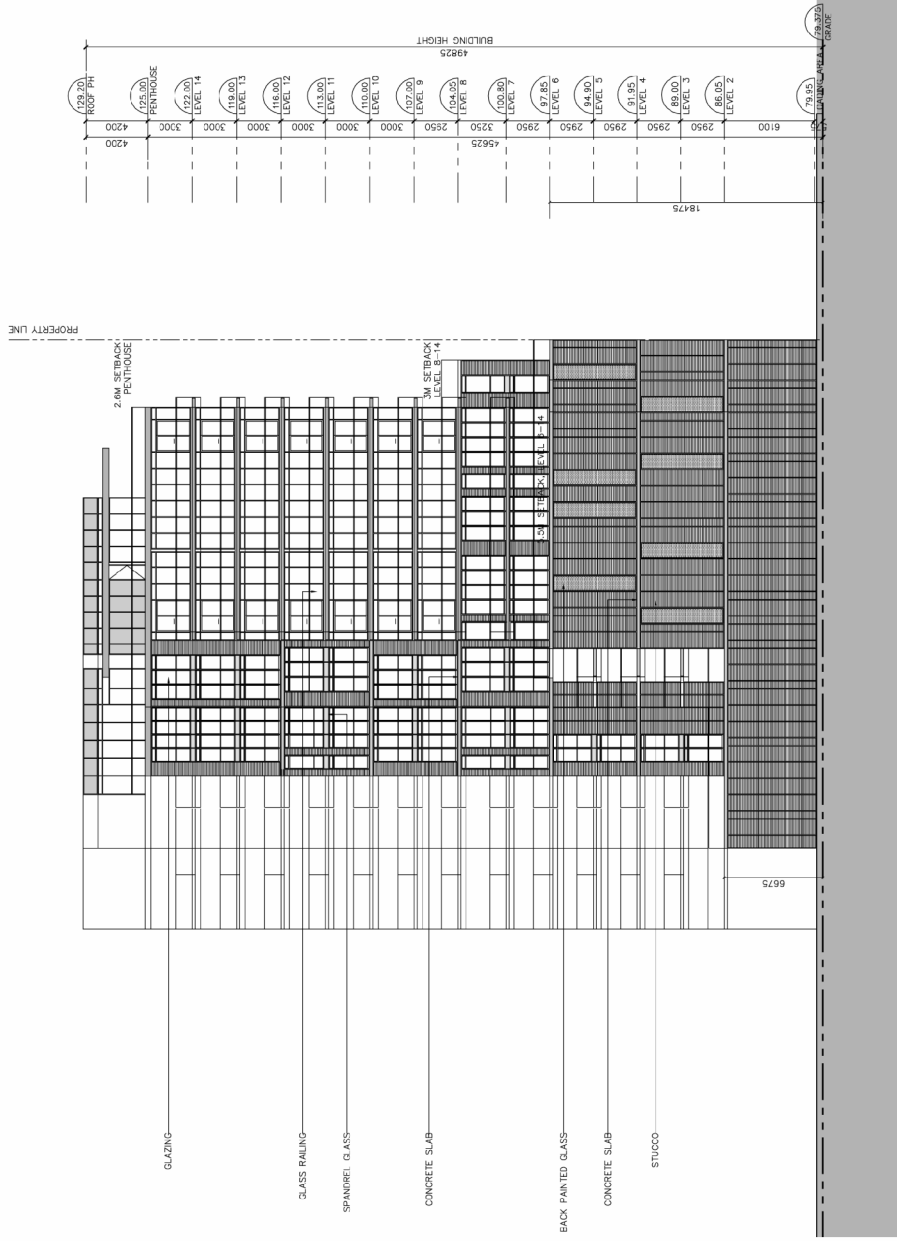 BUILDING HEIGHT
49825
129.20
ROOF PH
125.00
PENTHOUSE
122.00
LEVEL 14
119.00
LEVEL 13
116.00
LEVEL 12
113.00
LEVEL 11
110.00
LEVEL 10
107.00
LEVEL 9
104.05
LEVEL 8
100.80
LEVEL 7
97.85
LEVEL 6
94.90
LEVEL 5
91.95
LEVEL 4
89.00
LEVEL 3
86.05
LEVEL 2
79.95
LOADING AREA
79.375
GRADE
4200
3000
3000
3000
3000
3000
3000
2950
3250
2950
2950
2950
2950
2950
6100
4200
45625
18475
PROPERTY LINE
2.6M SETBACK
PENTHOUSE
3M SETBACK
LEVEL 8-14
SETBACK, LEVEL
6675
GLAZING
GLASS RAILING
SPANDREL GLASS
CONCRETE SLAB
BACK PAINTED GLASS
CONCRETE SLAB
STUCCO